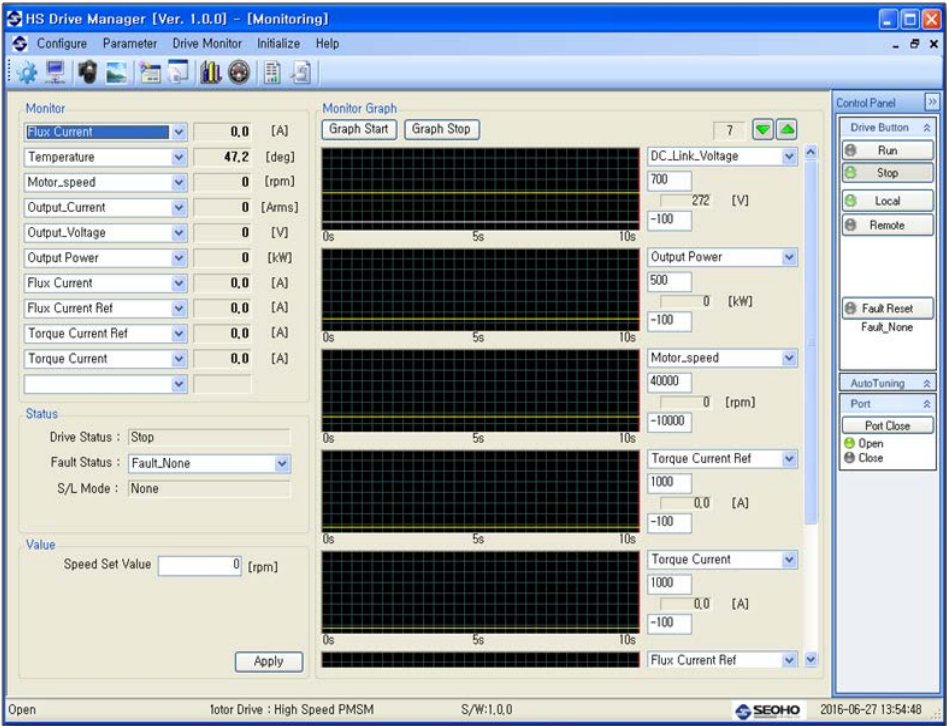 HS Drive Manager [Ver. 1.0.0] - [Monitoring]
Configure Parameter Drive Monitor Initialize Help
Monitor
Flux Current 0,0 [A]
Temperature 47,2 [deg]
Motor_speed 0 [rpm]
Output_Current 0 [Arms]
Output_Voltage 0 [V]
Output Power 0 [kW]
Flux Current 0,0 [A]
Flux Current Ref 0,0 [A]
Torque Current Ref 0,0 [A]
Torque Current 0,0 [A]
Status
Drive Status : Stop
Fault Status : Fault_None
S/L Mode : None
Value
Speed Set Value 0 [rpm]
Apply
Monitor Graph
Graph Start Graph Stop 7
DC_Link_Voltage
700
272 [V]
-100
0s 5s 10s
Output Power
500
0 [kW]
-100
0s 5s 10s
Motor_speed
40000
0 [rpm]
-10000
0s 5s 10s
Torque Current Ref
1000
0,0 [A]
-100
0s 5s 10s
Torque Current
1000
0,0 [A]
-100
0s 5s 10s
Flux Current Ref
Control Panel
Drive Button
Run
Stop
Local
Remote
Fault Reset
Fault_None
AutoTuning
Port
Port Close
Open
Close
Open 1otor Drive : High Speed PMSM S/W:1,0,0 SEOHO 2016-06-27 13:54:48